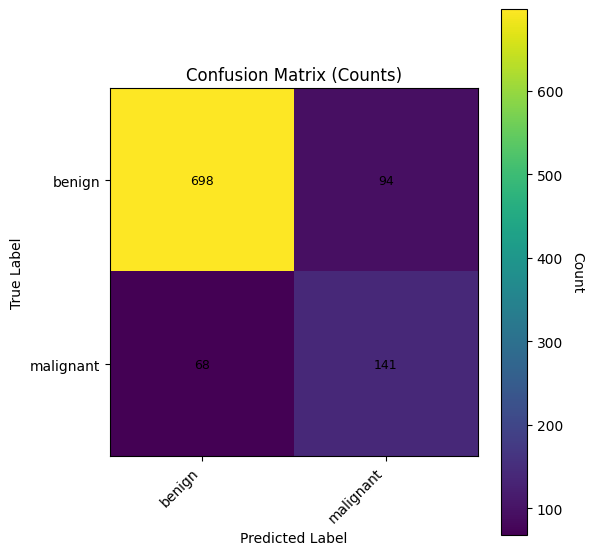 Confusion Matrix (Counts)
True Label
benign
698
94
malignant
68
141
benign
malignant
Predicted Label
600
500
400
300
200
100
Count